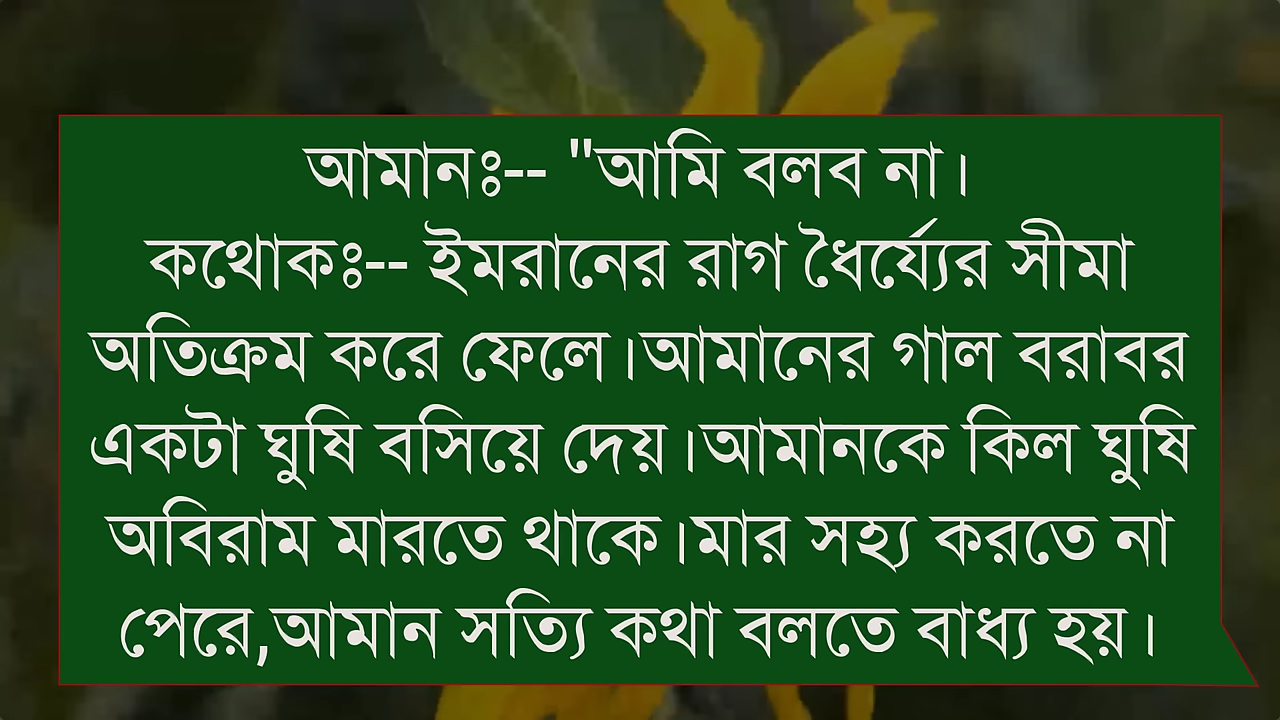 আমানঃ-- "আমি বলব না।
কথোকঃ-- ইমরানের রাগ ধৈর্য্যের সীমা
অতিক্রম করে ফেলে।আমানের গাল বরাবর
একটা ঘুষি বসিয়ে দেয়।আমানকে কিল ঘুষি
অবিরাম মারতে থাকে।মার সহ্য করতে না
পেরে,আমান সত্যি কথা বলতে বাধ্য হয়।